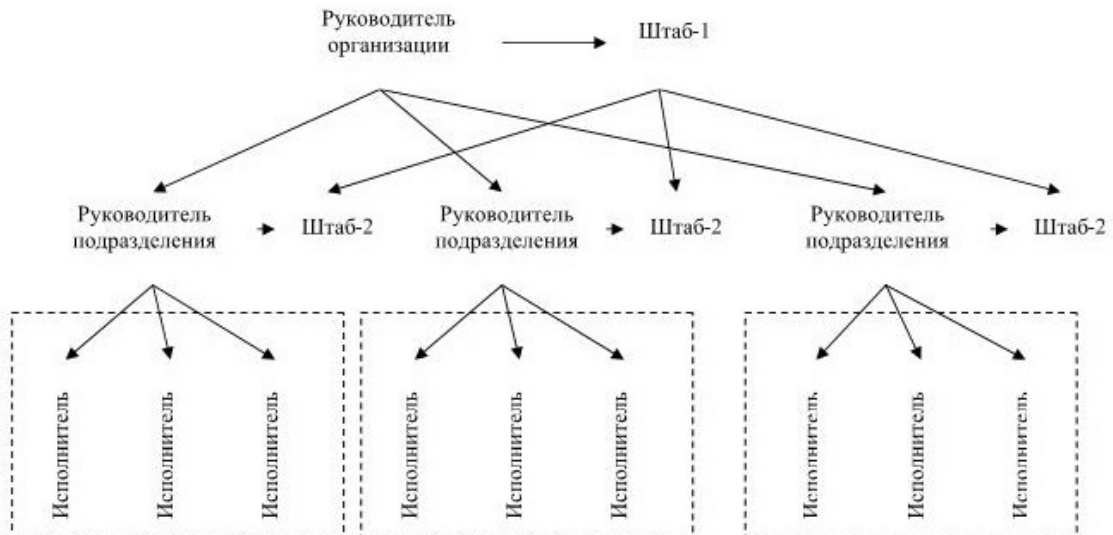 Руководитель
организации
Штаб-1
Руководитель
подразделения
Штаб-2
Руководитель
подразделения
Штаб-2
Руководитель
подразделения
Штаб-2
Исполнитель
Исполнитель
Исполнитель
Исполнитель
Исполнитель
Исполнитель
Исполнитель
Исполнитель
Исполнитель